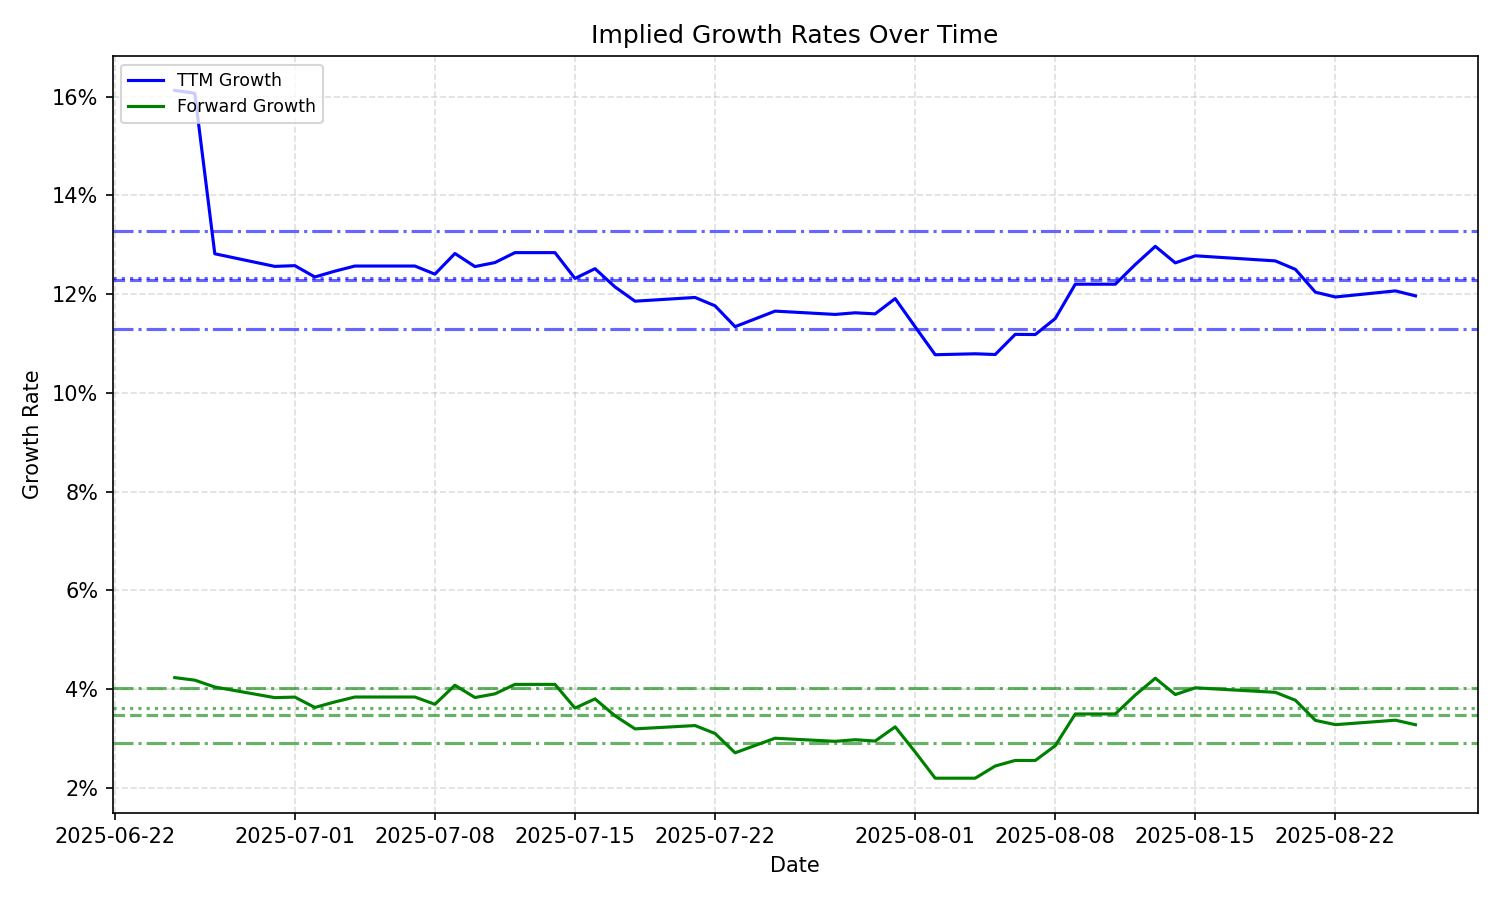 Implied Growth Rates Over Time
TTM Growth
Forward Growth
16%
14%
12%
10%
8%
6%
4%
2%
Growth Rate
2025-06-22 2025-07-01 2025-07-08 2025-07-15 2025-07-22 2025-08-01 2025-08-08 2025-08-15 2025-08-22
Date